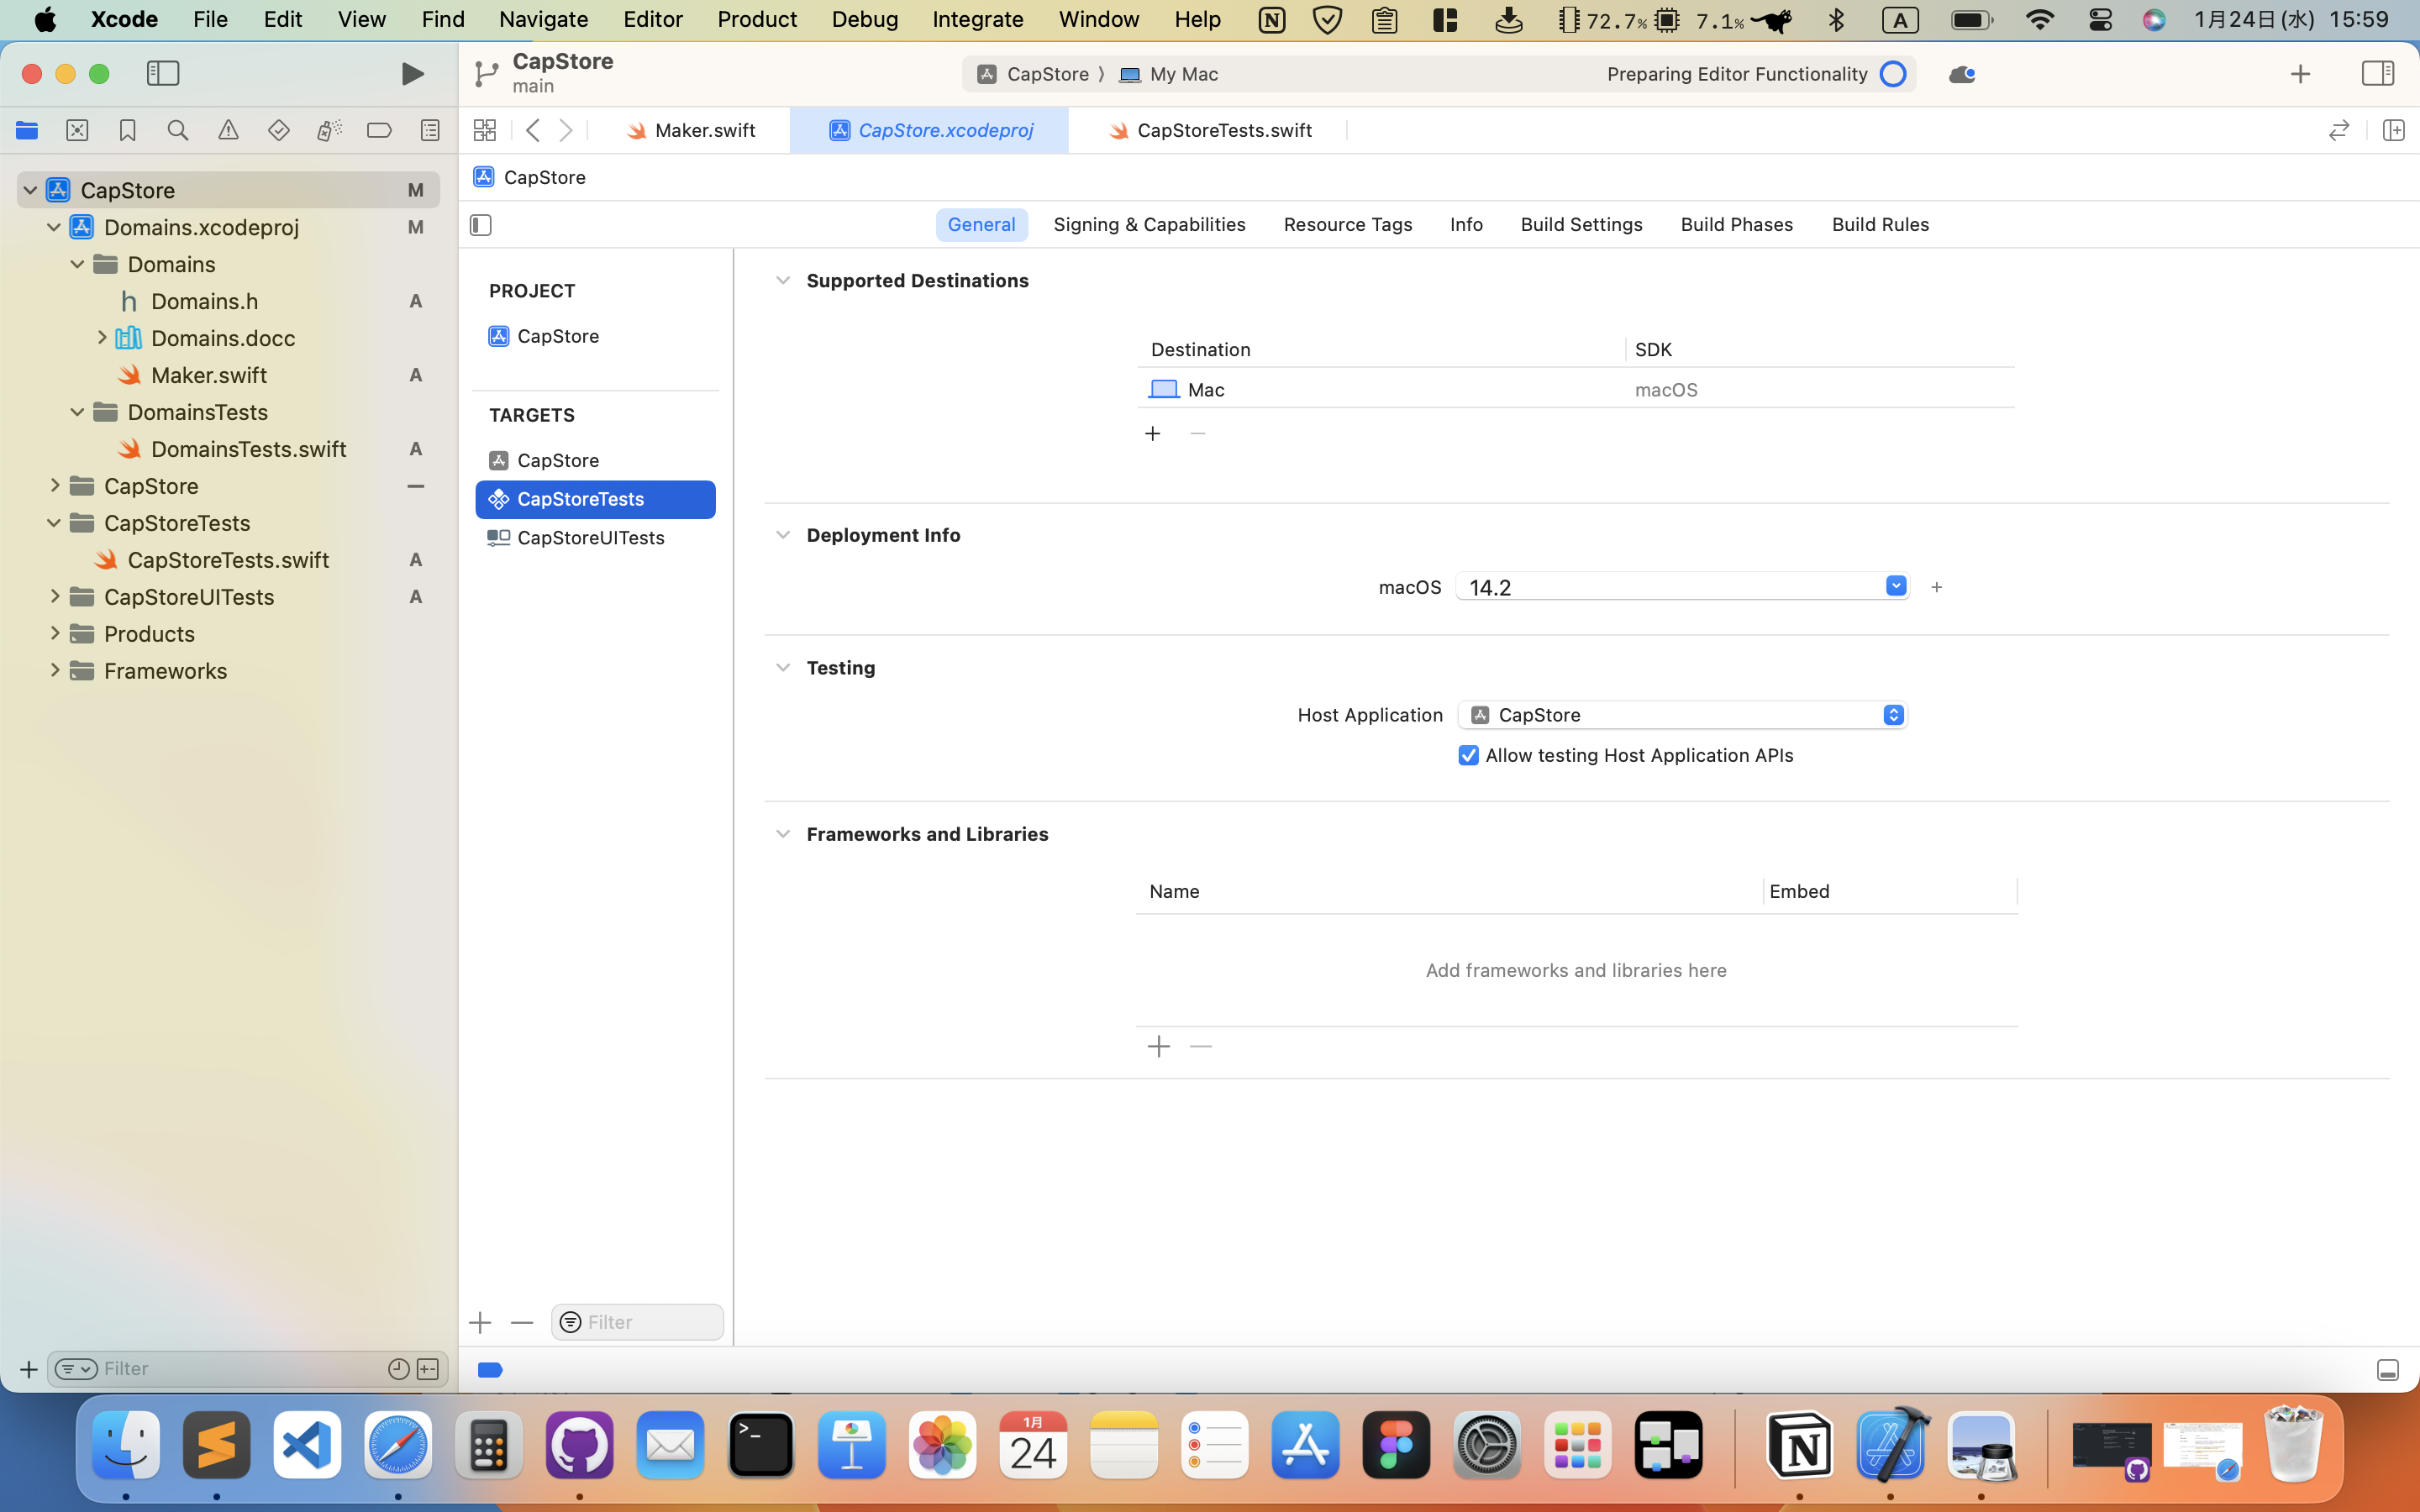 Xcode File Edit View Find Navigate Editor Product Debug Integrate Window Help N 72.7% 7.1% A 1月24日(水) 15:59
CapStore
main
CapStore 〉 My Mac
Preparing Editor Functionality
Maker.swift
CapStore.xcodeproj
CapStoreTests.swift
CapStore
General
Signing & Capabilities
Resource Tags
Info
Build Settings
Build Phases
Build Rules
CapStore M
Domains.xcodeproj M
Domains
h Domains.h A
Domains.docc
Maker.swift A
DomainsTests
DomainsTests.swift A
CapStore
CapStoreTests
CapStoreTests.swift A
CapStoreUITests A
Products
Frameworks
Filter
PROJECT
CapStore
TARGETS
CapStore
CapStoreTests
CapStoreUITests
Filter
Supported Destinations
Destination SDK
Mac macOS
Deployment Info
macOS 14.2
Testing
Host Application CapStore
Allow testing Host Application APIs
Frameworks and Libraries
Name Embed
Add frameworks and libraries here
1月
24
N